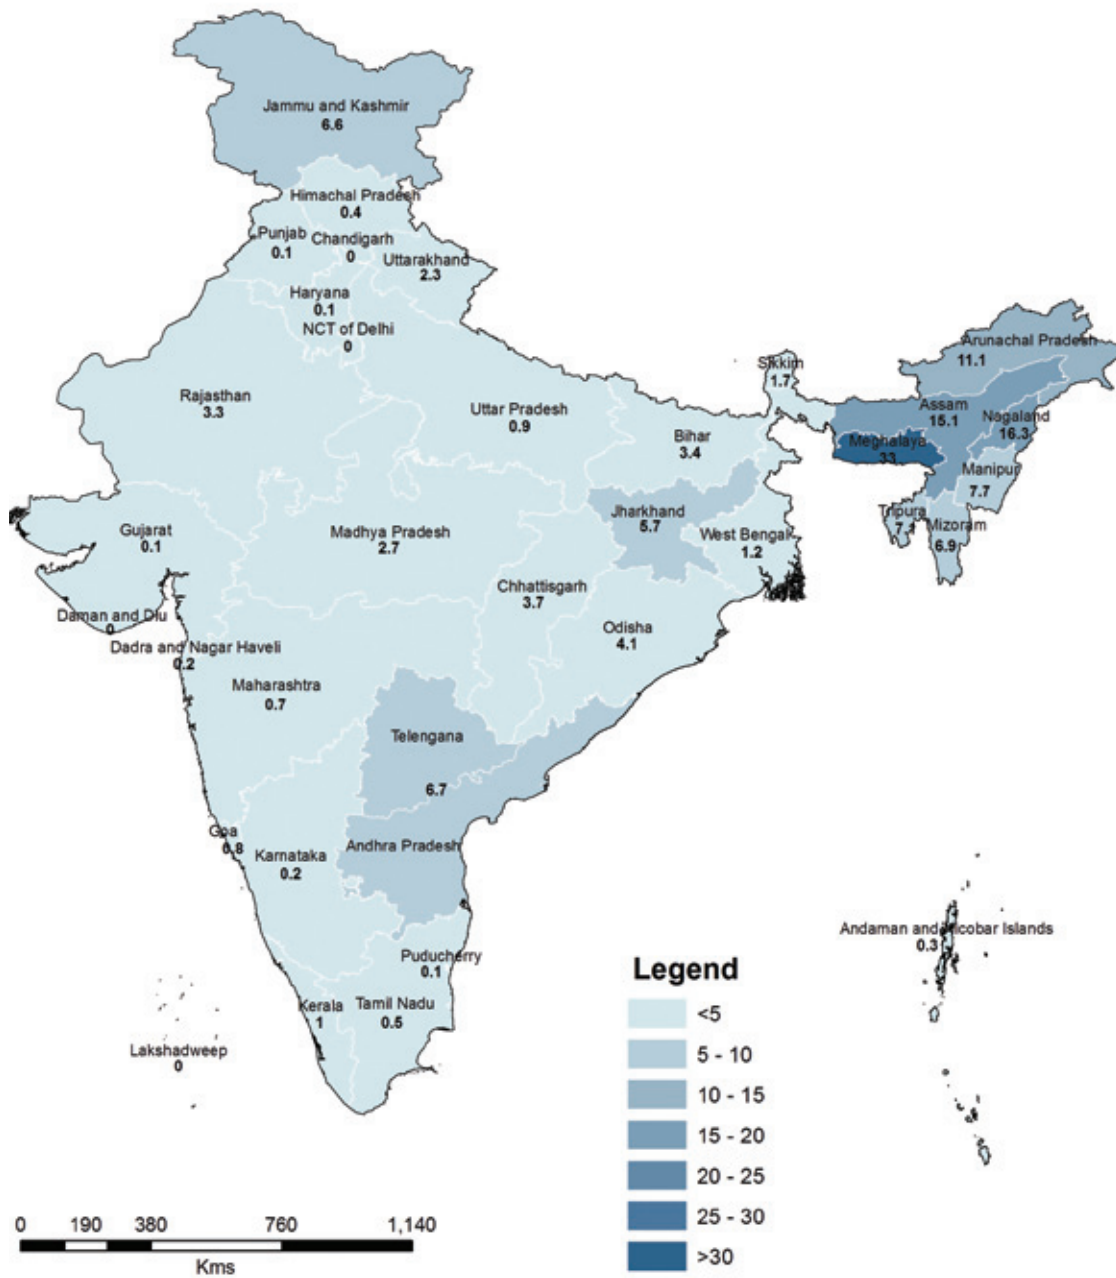 Jammu and Kashmir
6.6
Himachal Pradesh
0.4
Punjab
0.1
Chandigarh
0
Uttarakhand
2.3
Haryana
0.1
NCT of Delhi
0
Rajasthan
3.3
Uttar Pradesh
0.9
Bihar
3.4
Sikkim
1.7
Arunachal Pradesh
11.1
Assam
15.1
Nagaland
16.3
Meghalaya
33
Manipur
7.7
Tripura
Mizoram
6.9
Jharkhand
5.7
West Bengal
1.2
Gujarat
0.1
Madhya Pradesh
2.7
Chhattisgarh
3.7
Odisha
4.1
Daman and Diu
0
Dadra and Nagar Haveli
0.2
Maharashtra
0.7
Telengana
6.7
Andhra Pradesh
Goa
0.8
Karnataka
0.2
Puducherry
0.1
Kerala
1
Tamil Nadu
0.5
Lakshadweep
0
Andaman and Nicobar Islands
0.3
Legend
<5
5 - 10
10 - 15
15 - 20
20 - 25
25 - 30
>30
0 190 380 760 1,140
Kms